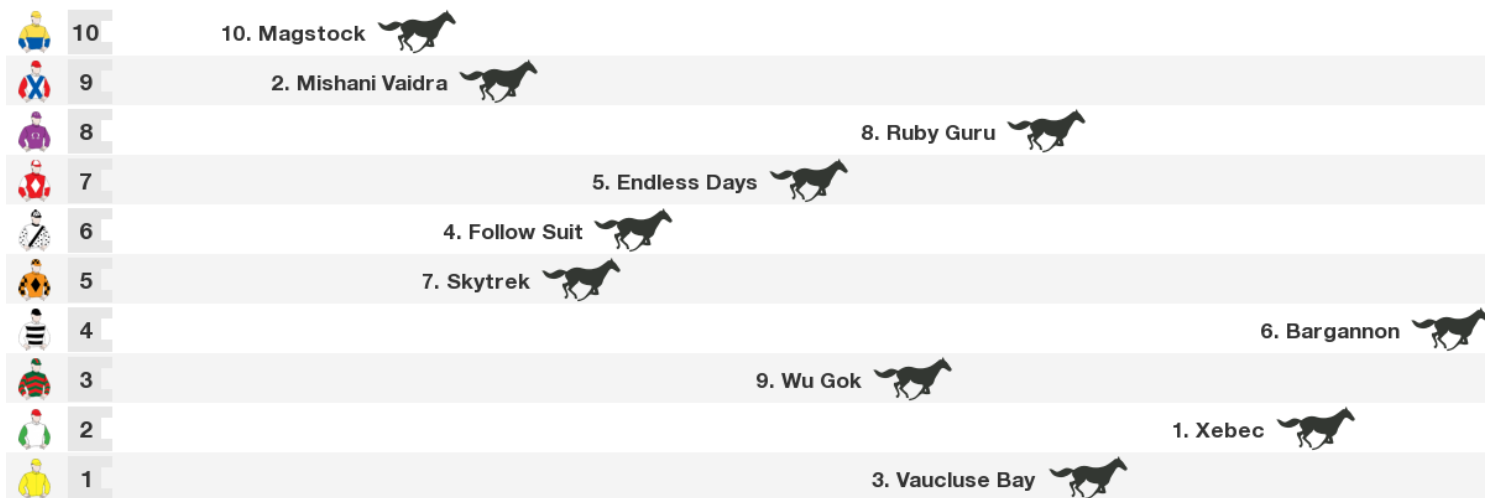 10 10. Magstock
9 2. Mishani Vaidra
8 8. Ruby Guru
7 5. Endless Days
6 4. Follow Suit
5 7. Skytrek
4 6. Bargannon
3 9. Wu Gok
2 1. Xebec
1 3. Vaucluse Bay